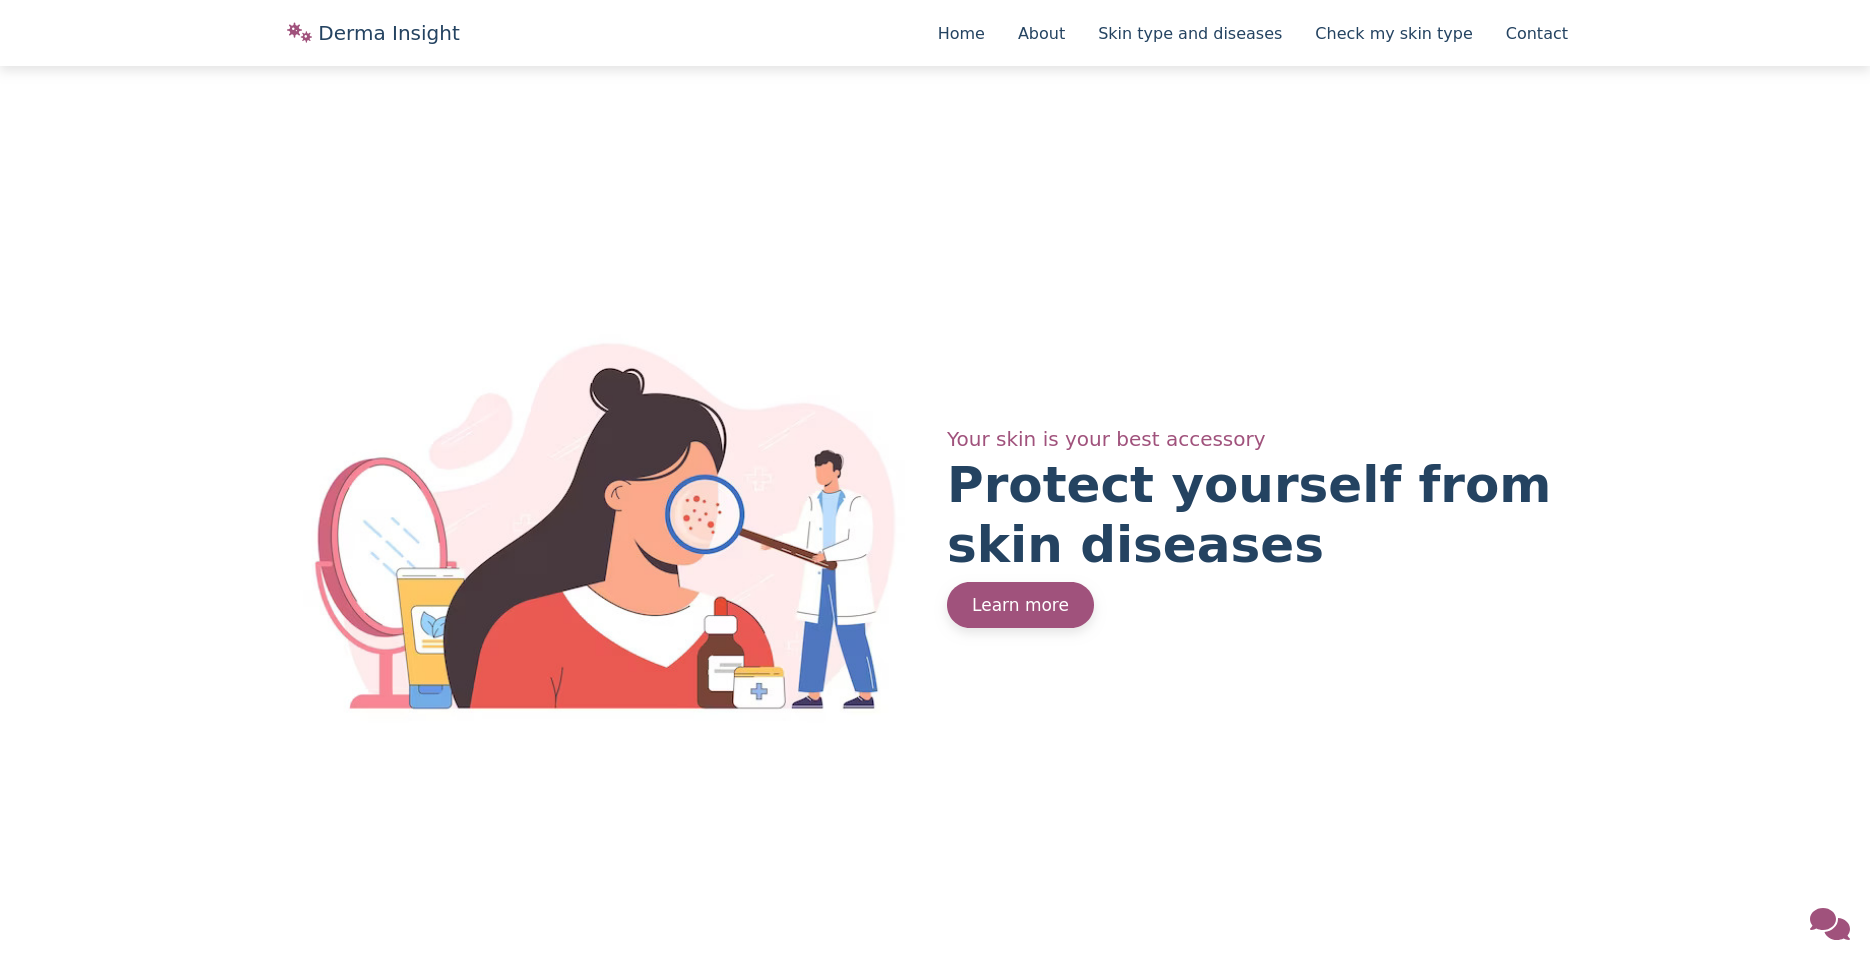 Derma Insight
Home About Skin type and diseases Check my skin type Contact
Your skin is your best accessory
Protect yourself from
skin diseases
Learn more